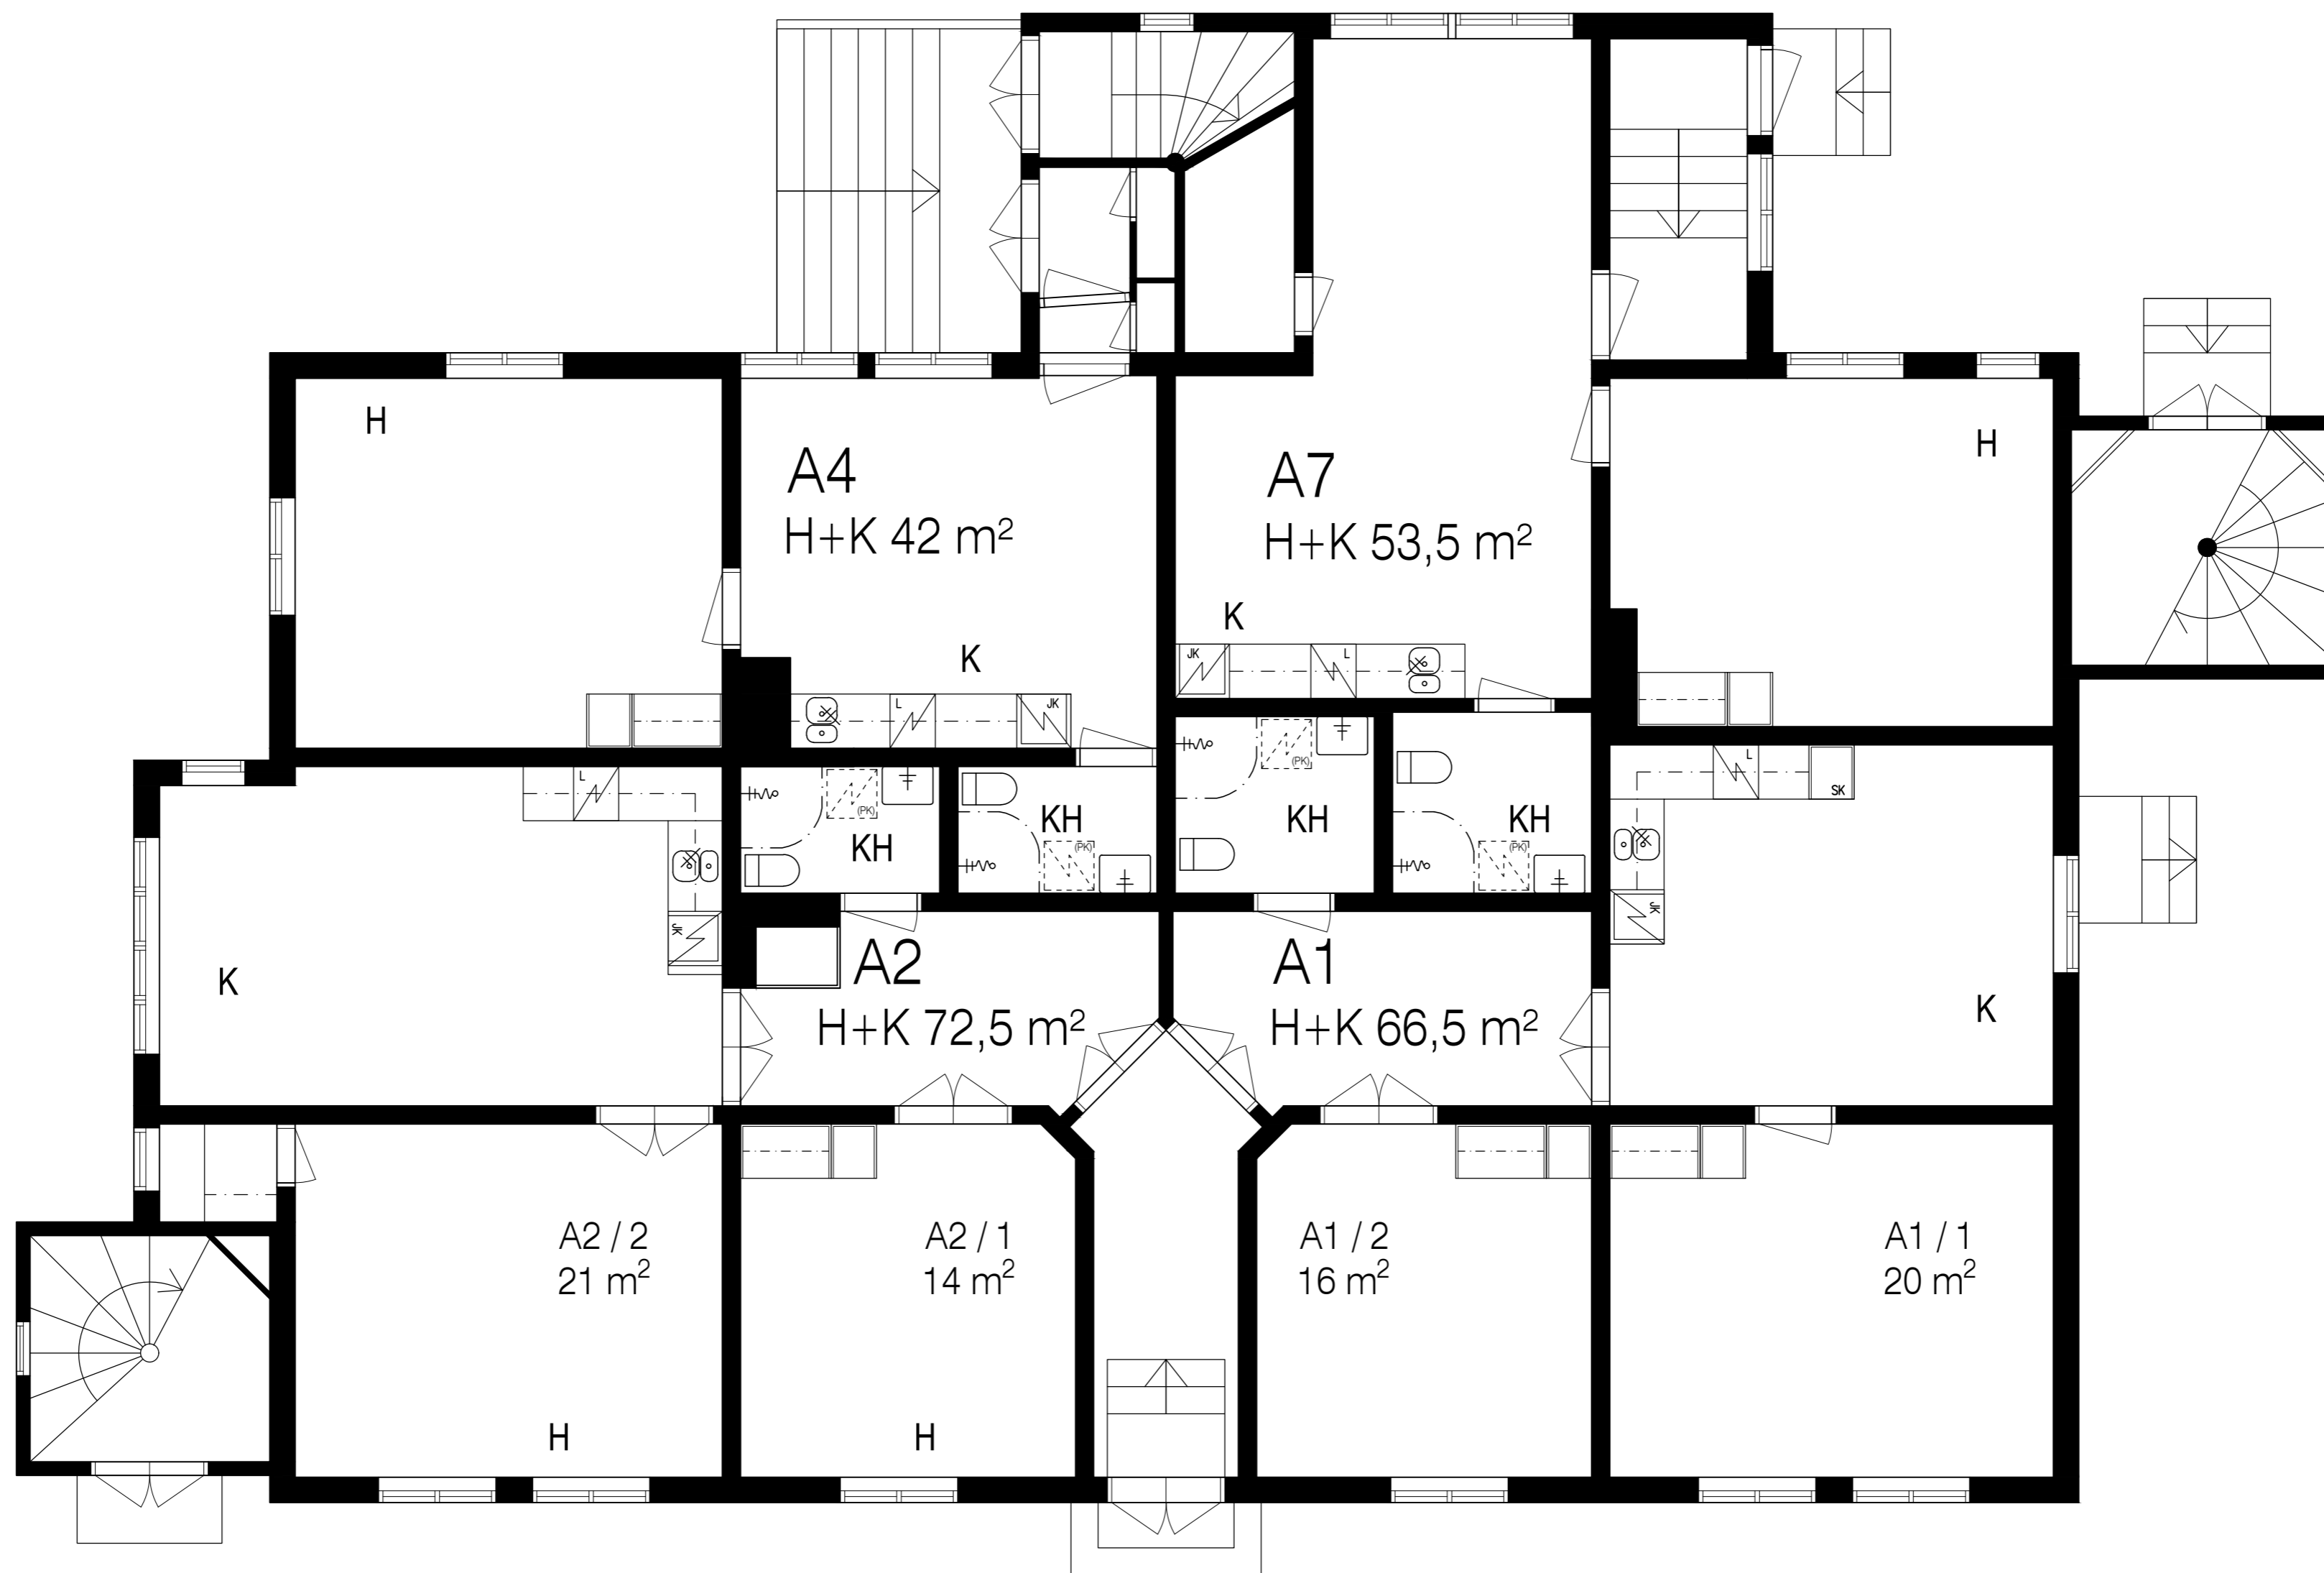 H
A4
H+K 42 m²
K
L
JK
A7
H+K 53,5 m²
K
JK
L
H
L
K
JK
(PK)
KH
KH
(PK)
(PK)
KH
KH
(PK)
L
SK
JK
K
A2
H+K 72,5 m²
A1
H+K 66,5 m²
A2 / 2
21 m²
H
A2 / 1
14 m²
H
A1 / 2
16 m²
A1 / 1
20 m²